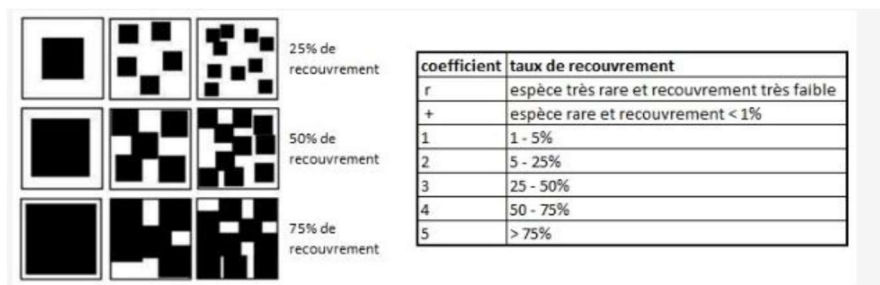 25% de
recouvrement
50% de
recouvrement
75% de
recouvrement
coefficient taux de recouvrement
r espèce très rare et recouvrement très faible
+ espèce rare et recouvrement < 1%
1 1 - 5%
2 5 - 25%
3 25 - 50%
4 50 - 75%
5 > 75%